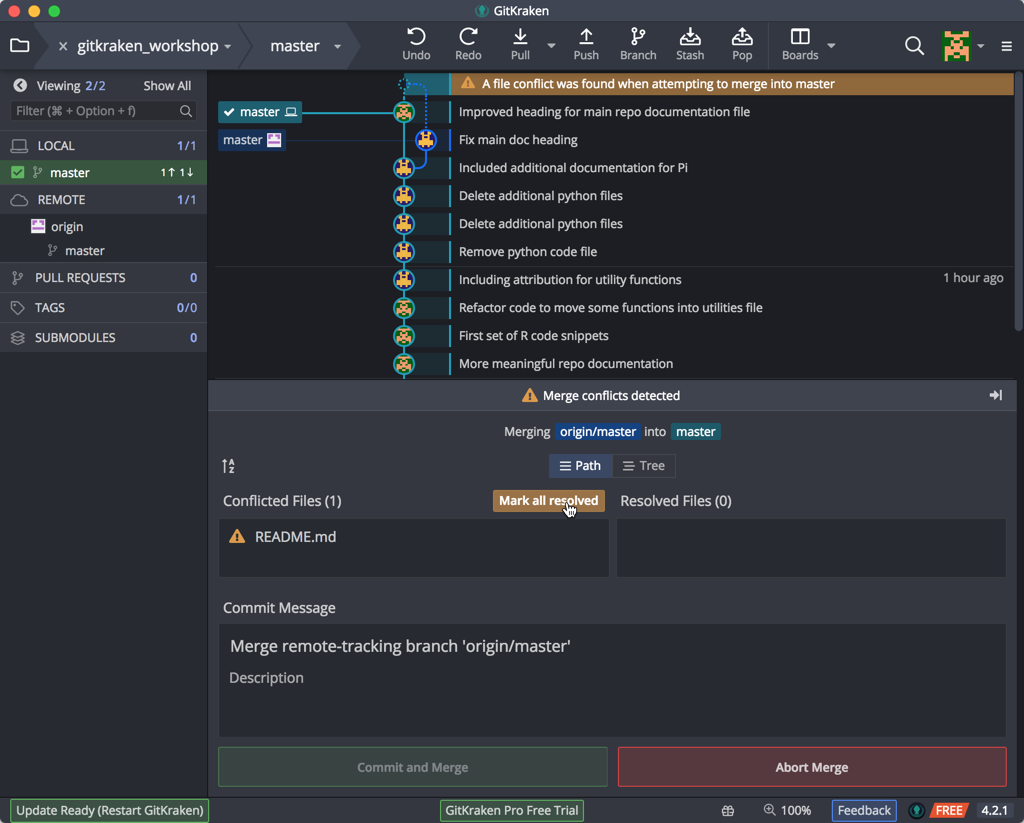 GitKraken
gitkraken_workshop
master
Undo
Redo
Pull
Push
Branch
Stash
Pop
Boards
Viewing 2/2
Show All
Filter (⌘ + Option + f)
LOCAL
1/1
master
1↑ 1↓
REMOTE
1/1
origin
master
PULL REQUESTS
0
TAGS
0/0
SUBMODULES
0
A file conflict was found when attempting to merge into master
master
Improved heading for main repo documentation file
master
Fix main doc heading
Included additional documentation for Pi
Delete additional python files
Delete additional python files
Remove python code file
Including attribution for utility functions
1 hour ago
Refactor code to move some functions into utilities file
First set of R code snippets
More meaningful repo documentation
Merge conflicts detected
Merging origin/master into master
Path
Tree
Conflicted Files (1)
Mark all resolved
Resolved Files (0)
README.md
Commit Message
Merge remote-tracking branch 'origin/master'
Description
Commit and Merge
Abort Merge
Update Ready (Restart GitKraken)
GitKraken Pro Free Trial
100%
Feedback
FREE
4.2.1